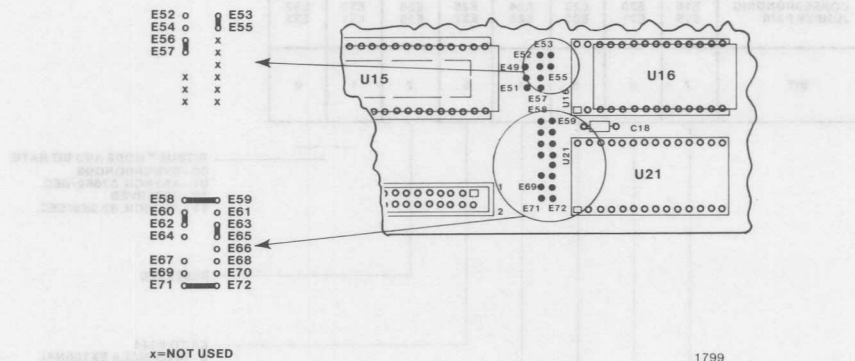 E52 E53
E54 E55
E56 x
E57 x
x x
x x
x x
E58 E59
E60 E61
E62 E63
E64 E65
E66
E67 E68
E69 E70
E71 E72
x=NOT USED
U15
E53
E52
E49
E55
E51
E57
E58
U16
U16
E59
C18
U21
U21
E69
E71 E72
1
2
1799